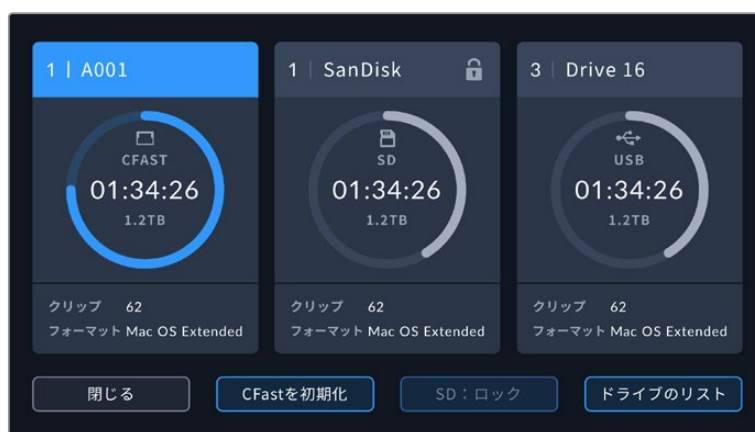 1 | A001
CFAST
01:34:26
1.2TB
クリップ 62
フォーマット Mac OS Extended
1 | SanDisk
SD
01:34:26
1.2TB
クリップ 62
フォーマット Mac OS Extended
3 | Drive 16
USB
01:34:26
1.2TB
クリップ 62
フォーマット Mac OS Extended
閉じる
CFastを初期化
SD：ロック
ドライブのリスト